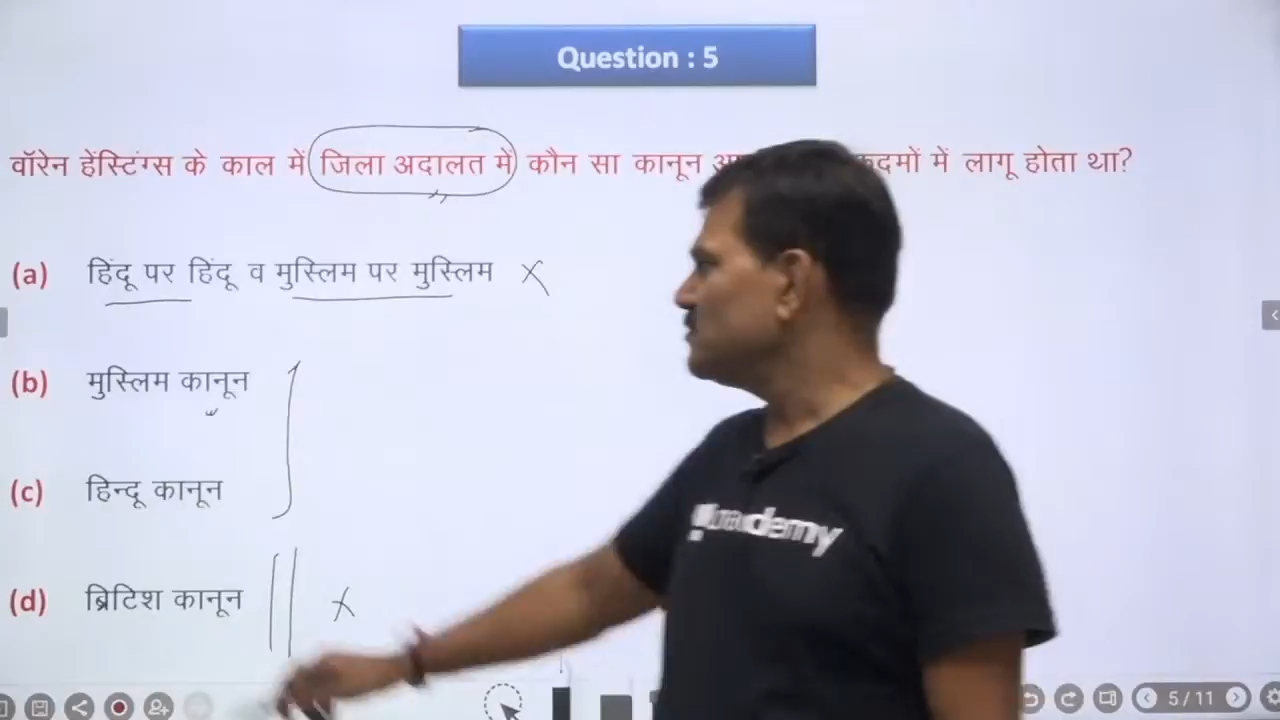 Question : 5
वॉरेन हेंस्टिंग्स के काल में जिला अदालत में कौन सा कानून में लागू होता था?
(a) हिंदू पर हिंदू व मुस्लिम पर मुस्लिम
(b) मुस्लिम कानून
(c) हिन्दू कानून
(d) ब्रिटिश कानून
5 / 11